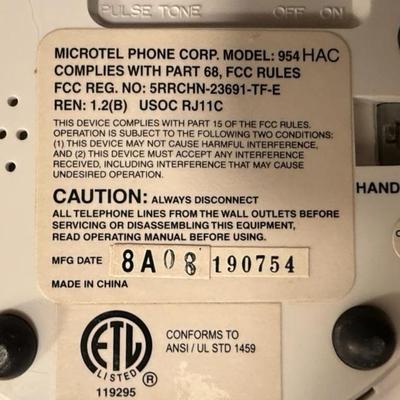 PULSE TONE OFF ON
MICROTEL PHONE CORP. MODEL: 954 HAC
COMPLIES WITH PART 68, FCC RULES
FCC REG. NO: 5RRCHN-23691-TF-E
REN: 1.2(B) USOC RJ11C
THIS DEVICE COMPLIES WITH PART 15 OF THE FCC RULES.
OPERATION IS SUBJECT TO THE FOLLOWING TWO CONDITIONS:
(1) THIS DEVICE MAY NOT CAUSE HARMFUL INTERFERENCE,
AND (2) THIS DEVICE MUST ACCEPT ANY INTERFERENCE
RECEIVED, INCLUDING INTERFERENCE THAT MAY CAUSE
UNDESIRED OPERATION.
HAND
CAUTION: ALWAYS DISCONNECT
ALL TELEPHONE LINES FROM THE WALL OUTLETS BEFORE
SERVICING OR DISASSEMBLING THIS EQUIPMENT,
READ OPERATING MANUAL BEFORE USING.
MFG DATE 8A08 190754
MADE IN CHINA
ETL
LISTED
®
119295
CONFORMS TO
ANSI / UL STD 1459